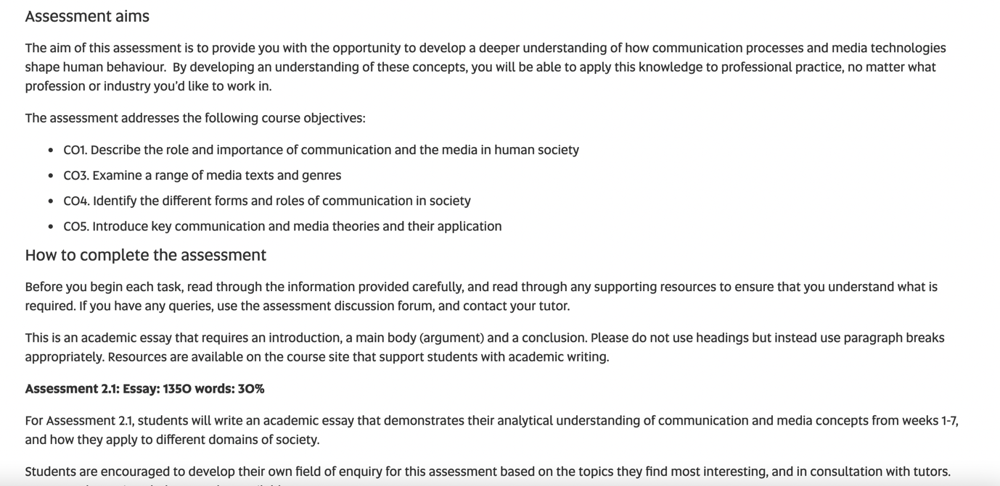 Assessment aims
The aim of this assessment is to provide you with the opportunity to develop a deeper understanding of how communication processes and media technologies
shape human behaviour.  By developing an understanding of these concepts, you will be able to apply this knowledge to professional practice, no matter what
profession or industry you'd like to work in.
The assessment addresses the following course objectives:
• CO1. Describe the role and importance of communication and the media in human society
• CO3. Examine a range of media texts and genres
• CO4. Identify the different forms and roles of communication in society
• CO5. Introduce key communication and media theories and their application
How to complete the assessment
Before you begin each task, read through the information provided carefully, and read through any supporting resources to ensure that you understand what is
required. If you have any queries, use the assessment discussion forum, and contact your tutor.
This is an academic essay that requires an introduction, a main body (argument) and a conclusion. Please do not use headings but instead use paragraph breaks
appropriately. Resources are available on the course site that support students with academic writing.
Assessment 2.1: Essay: 1350 words: 30%
For Assessment 2.1, students will write an academic essay that demonstrates their analytical understanding of communication and media concepts from weeks 1-7,
and how they apply to different domains of society.
Students are encouraged to develop their own field of enquiry for this assessment based on the topics they find most interesting, and in consultation with tutors.